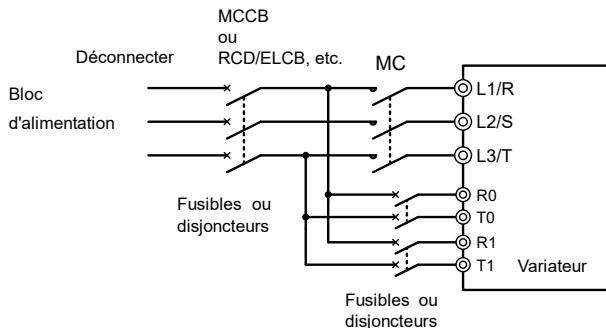 MCCB
ou
RCD/ELCB, etc.
Déconnecter
MC
Bloc
d'alimentation
L1/R
L2/S
L3/T
R0
T0
R1
T1
Variateur
Fusibles ou
disjoncteurs
Fusibles ou
disjoncteurs